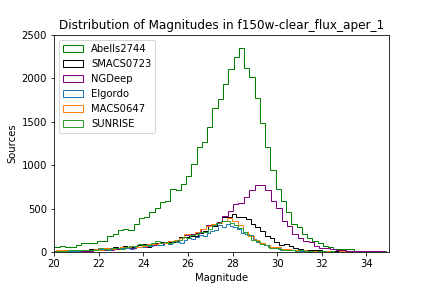 Distribution of Magnitudes in f150w-clear_flux_aper_1
2500
2000
1500
1000
500
0
Sources
Abells2744
SMACS0723
NGDeep
Elgordo
MACS0647
SUNRISE
20 22 24 26 28 30 32 34
Magnitude